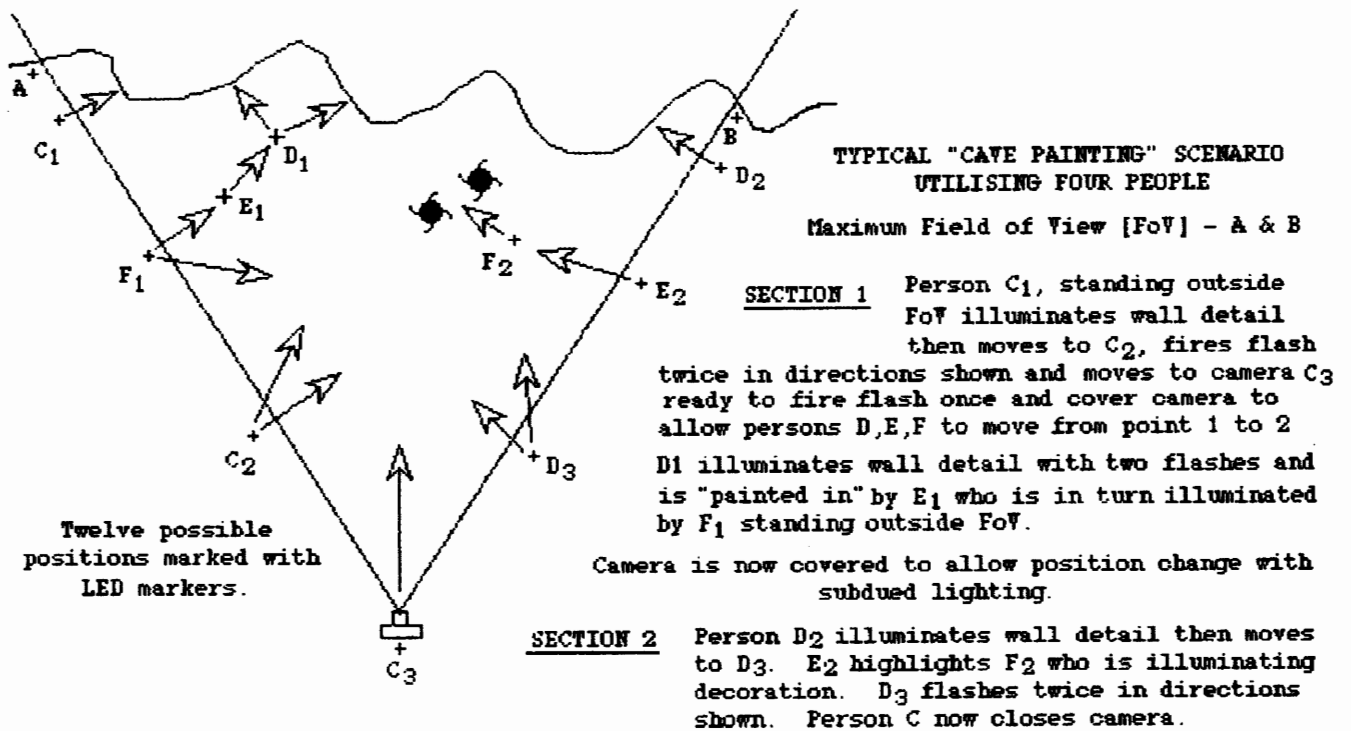 A
B
C1
D1
D2
E1
F1
F2
E2
TYPICAL "CAVE PAINTING" SCENARIO
UTILISING FOUR PEOPLE
Maximum Field of View [FoV] - A & B
SECTION 1 Person C1, standing outside
FoV illuminates wall detail
then moves to C2, fires flash
twice in directions shown and moves to camera C3
ready to fire flash once and cover camera to
allow persons D,E,F to move from point 1 to 2
C2
D3
D1 illuminates wall detail with two flashes and
is "painted in" by E1 who is in turn illuminated
by F1 standing outside FoV.
Twelve possible
positions marked with
LED markers.
Camera is now covered to allow position change with
subdued lighting.
C3
SECTION 2 Person D2 illuminates wall detail then moves
to D3. E2 highlights F2 who is illuminating
decoration. D3 flashes twice in directions
shown. Person C now closes camera.